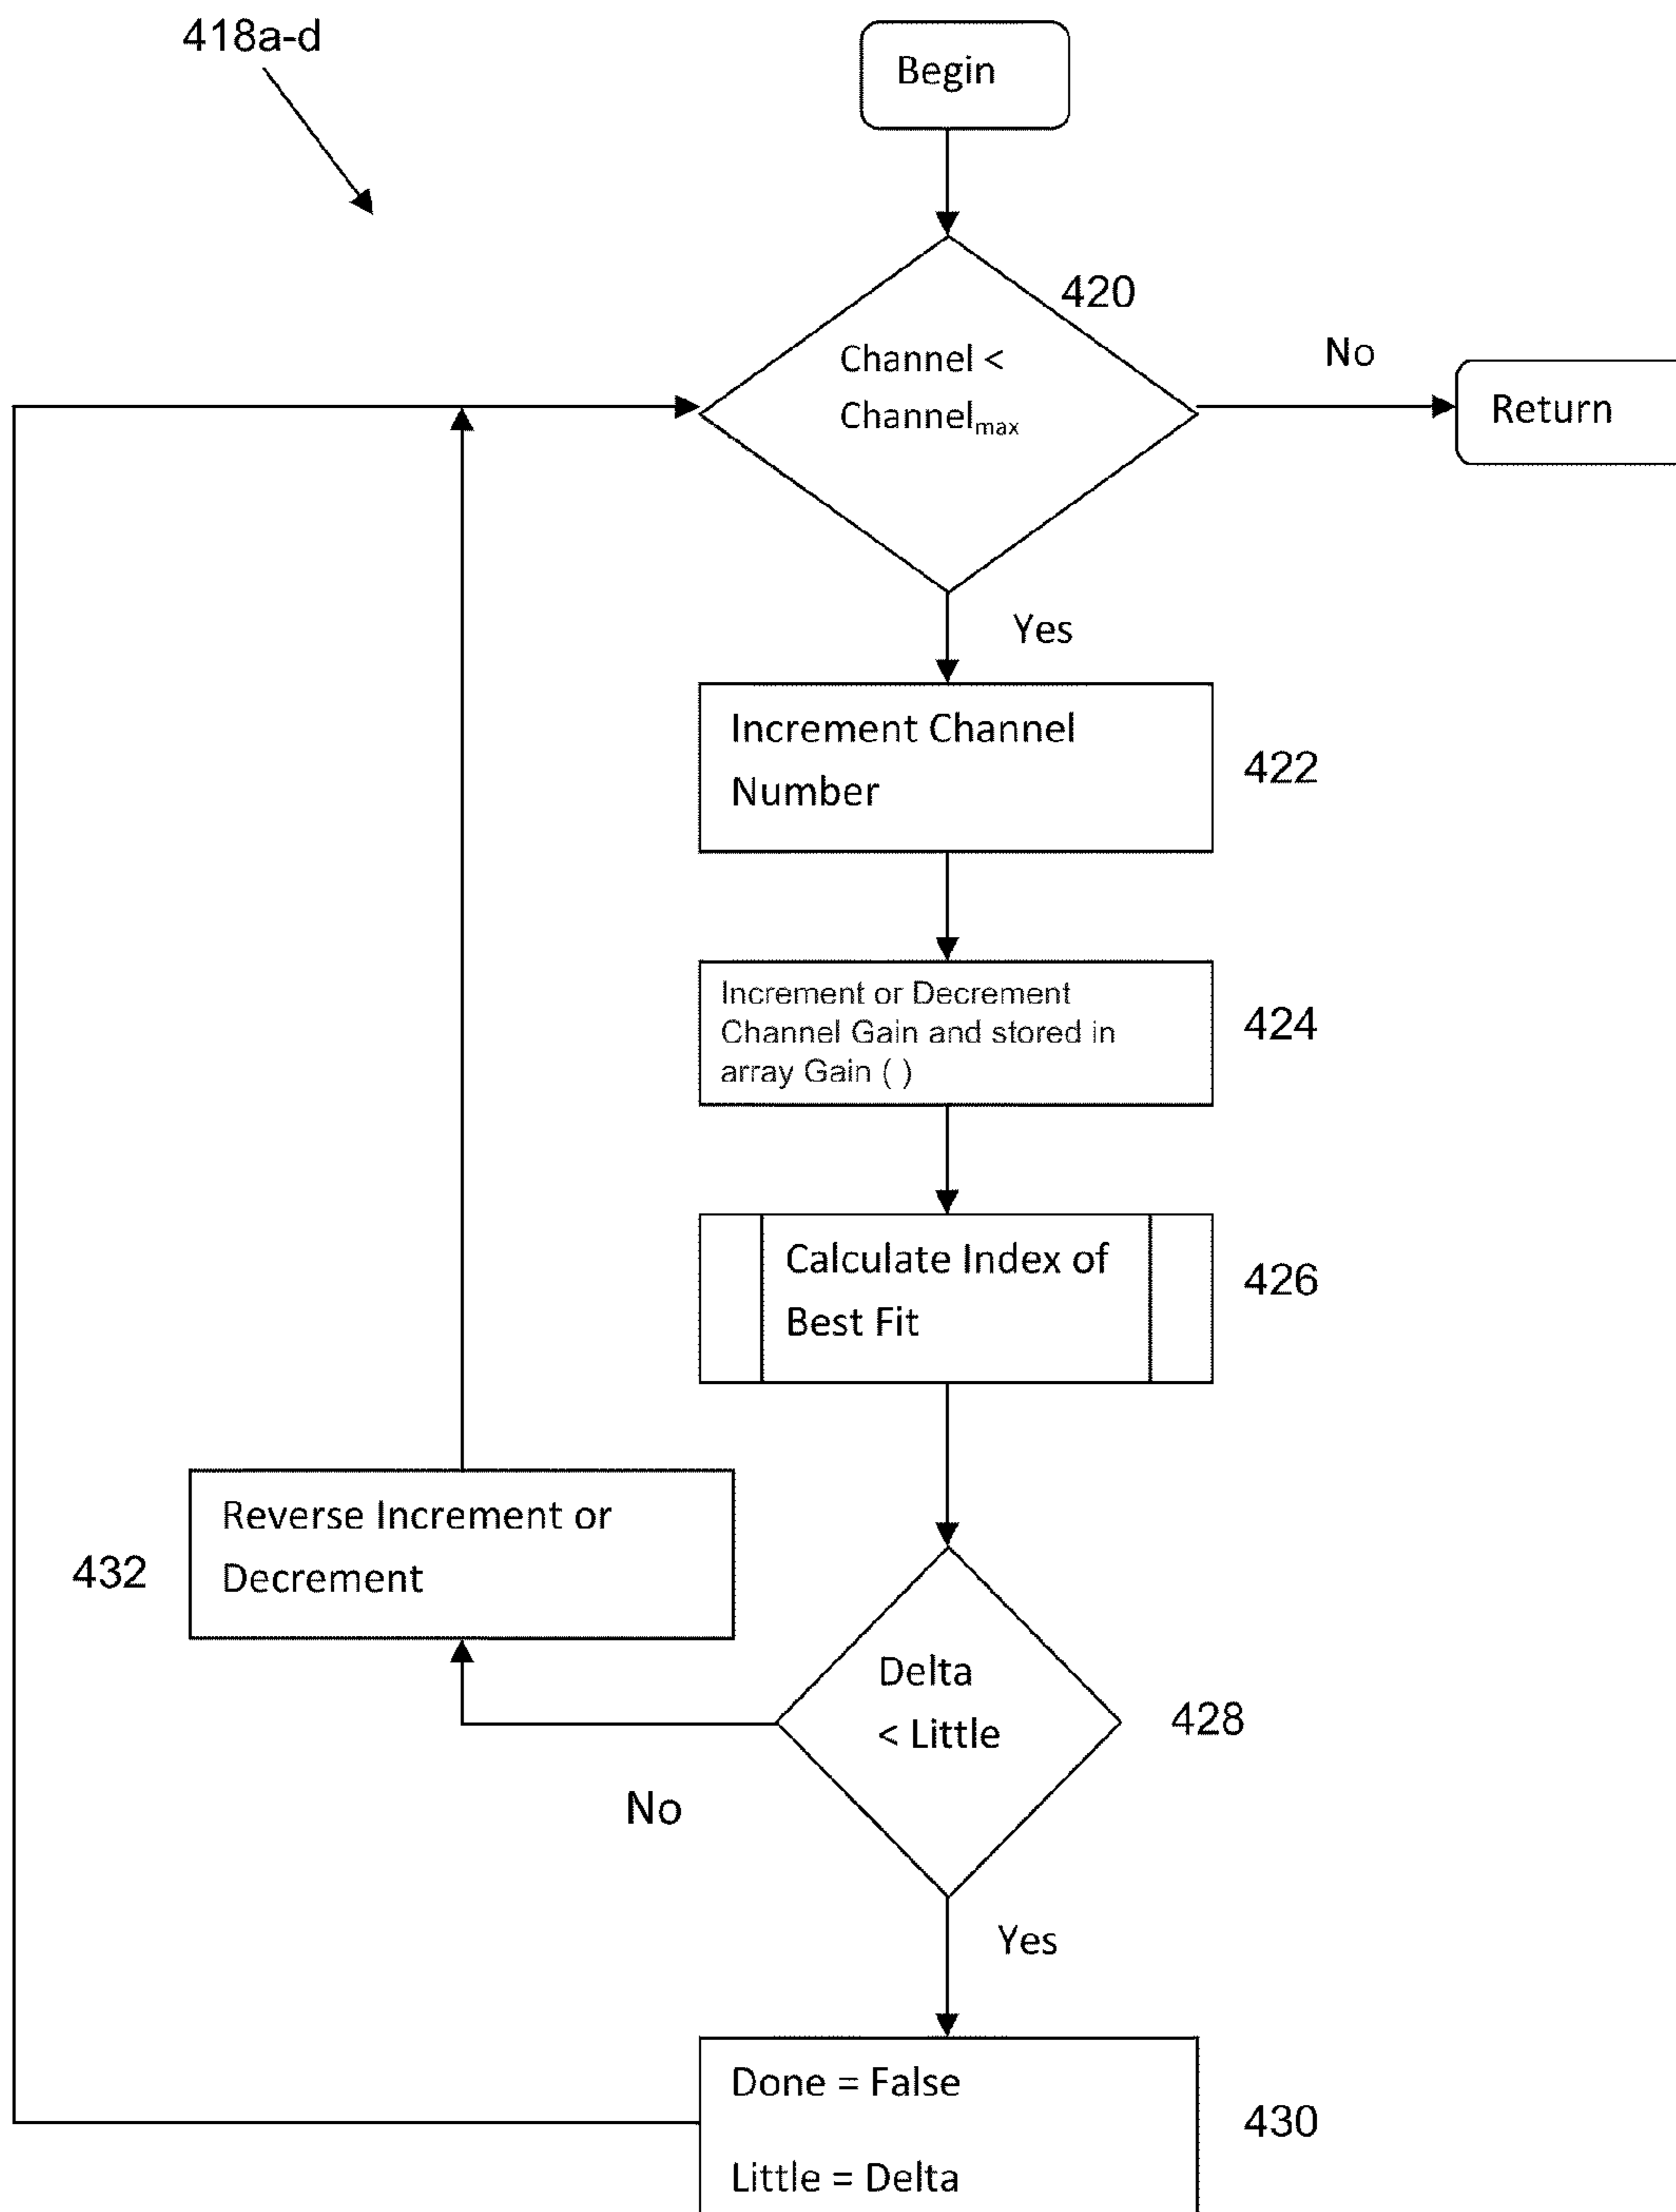 418a-d
Begin
420
Channel <
Channelmax
No
Return
Yes
Increment Channel
Number
422
Increment or Decrement
Channel Gain and stored in
array Gain ( )
424
Calculate Index of
Best Fit
426
Reverse Increment or
Decrement
432
Delta
< Little
428
No
Yes
Done = False
Little = Delta
430